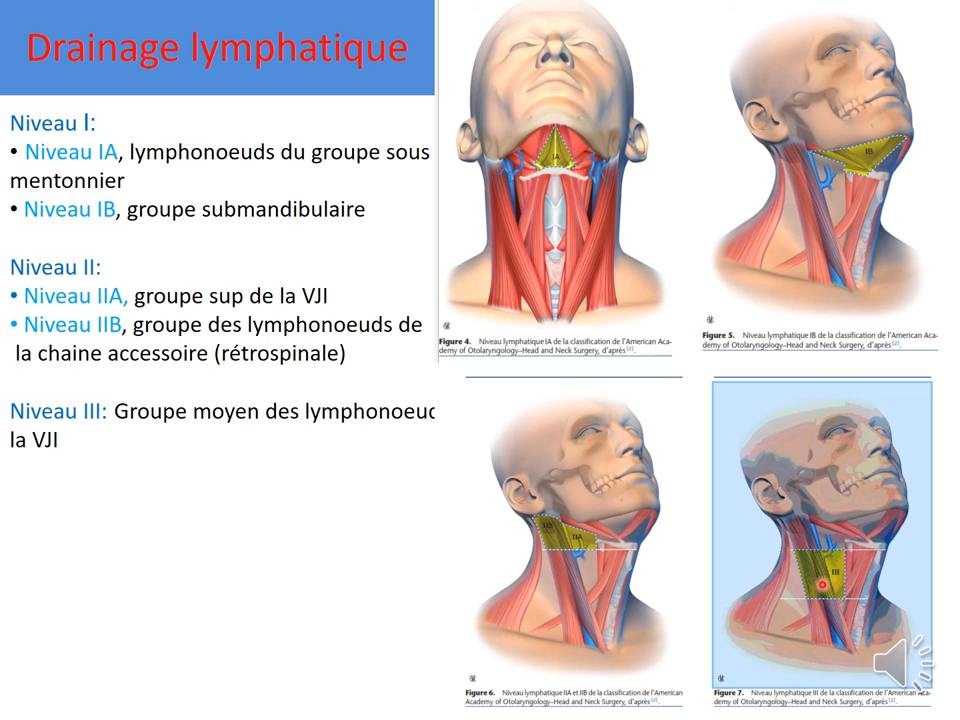 Drainage lymphatique
Niveau I:
• Niveau IA, lymphonoeuds du groupe sous
mentonnier
• Niveau IB, groupe submandibulaire
Niveau II:
• Niveau IIA, groupe sup de la VJI
• Niveau IIB, groupe des lymphonoeuds de
la chaine accessoire (rétrospinale)
Niveau III: Groupe moyen des lymphonoeud
la VJI
IA
Figure 4. Niveau lymphatique IA de la classification de l'American Aca-
demy of Otolaryngology–Head and Neck Surgery, d'après [2].
IB
Figure 5. Niveau lymphatique IB de la classification de l'American Aca-
demy of Otolaryngology–Head and Neck Surgery, d'après [2].
IIB
IIA
Figure 6. Niveau lymphatique IIA et IIB de la classification de l'American
Academy of Otolaryngology–Head and Neck Surgery, d'après [2].
III
Figure 7. Niveau lymphatique III de la classification de l'American Aca-
demy of Otolaryngology–Head and Neck Surgery, d'après [2].